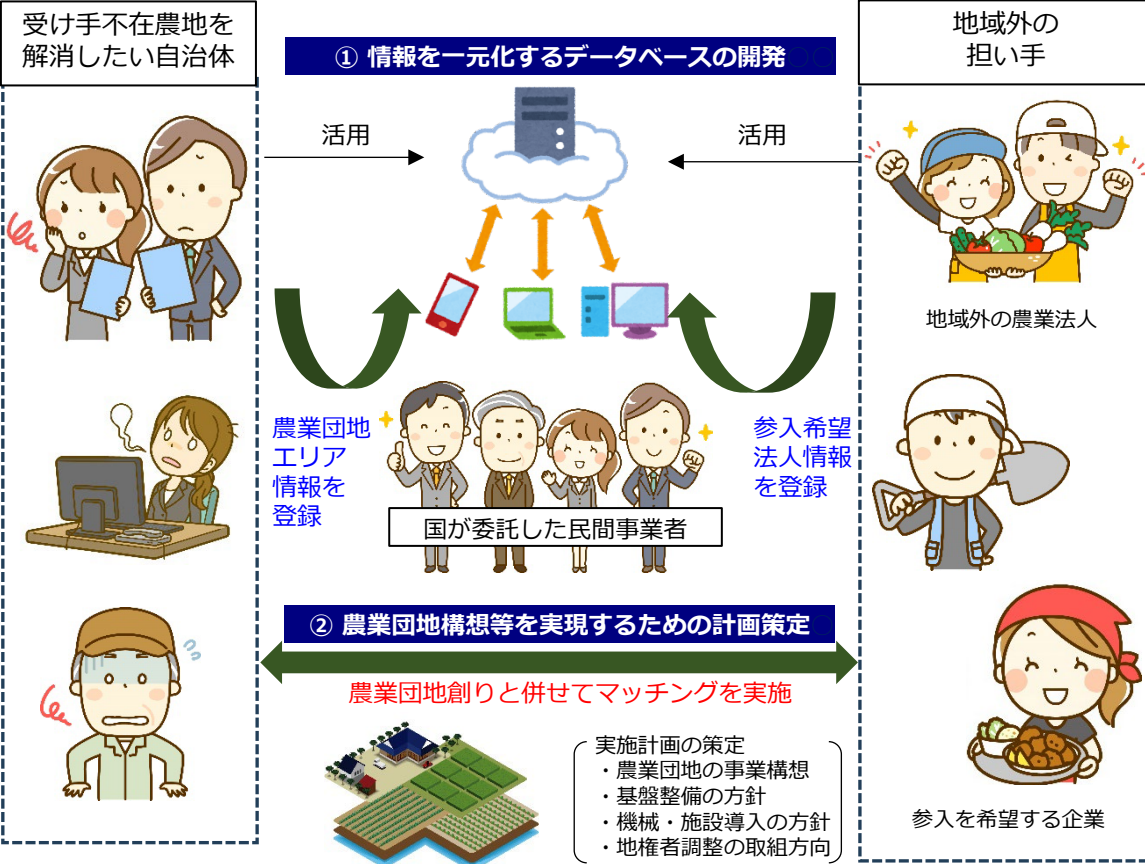 受け手不在農地を
解消したい自治体
① 情報を一元化するデータベースの開発
地域外の
担い手
活用
活用
地域外の農業法人
農業団地
エリア
情報を
登録
参入希望
法人情報
を登録
国が委託した民間事業者
② 農業団地構想等を実現するための計画策定
農業団地創りと併せてマッチングを実施
実施計画の策定
・農業団地の事業構想
・基盤整備の方針
・機械・施設導入の方針
・地権者調整の取組方向
参入を希望する企業